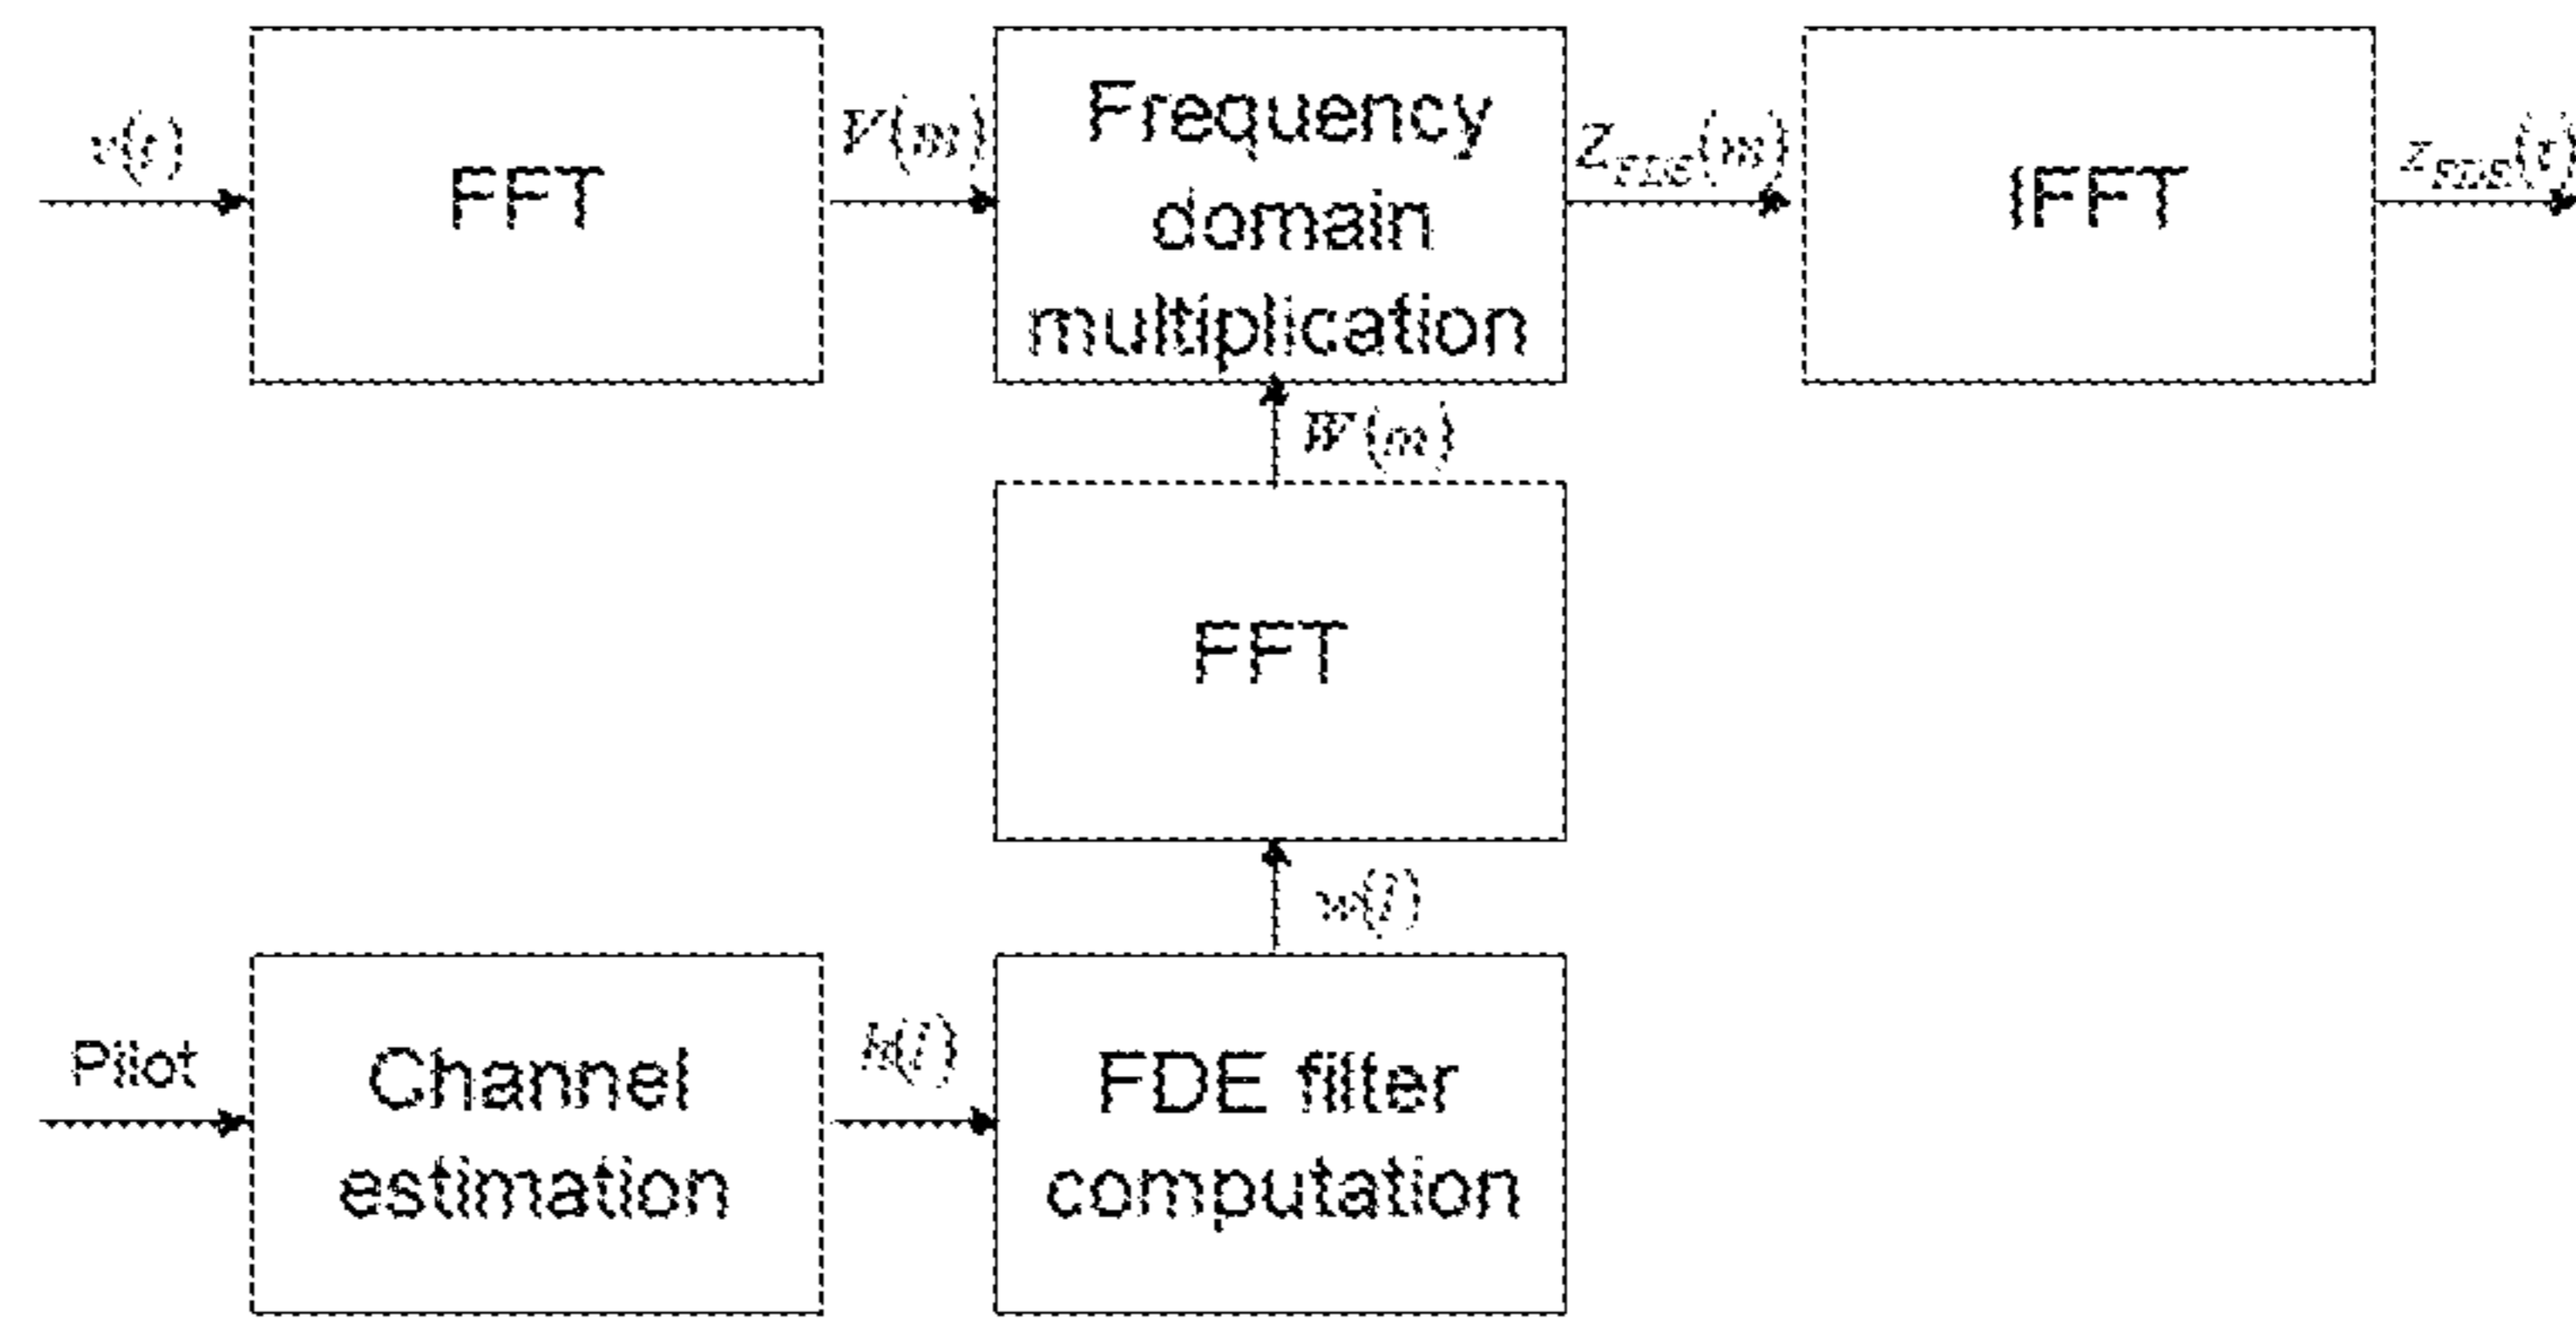 v(t)
FFT
V(m)
Frequency
domain
multiplication
Z_FDE(m)
IFFT
z_FDE(t)
W(m)
FFT
w(l)
Pilot
Channel
estimation
h(l)
FDE filter
computation